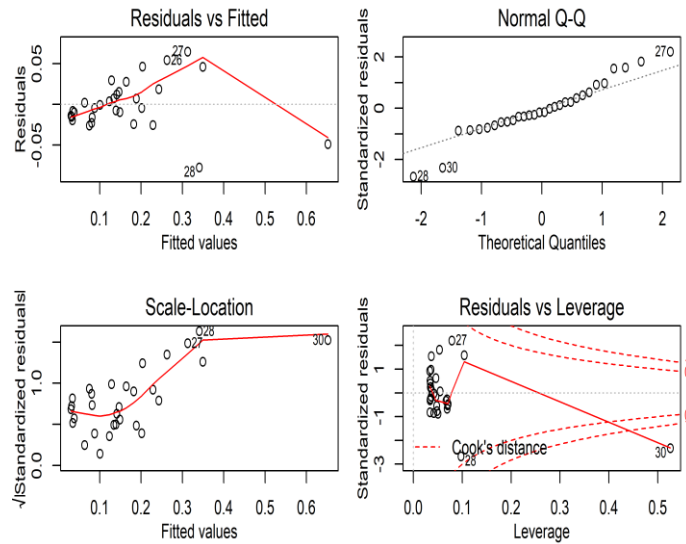 Residuals vs Fitted
Residuals
0.05
-0.05
27
26
28
0.1 0.2 0.3 0.4 0.5 0.6
Fitted values
Normal Q-Q
Standardized residuals
2
0
-2
27
30
28
-2 -1 0 1 2
Theoretical Quantiles
Scale-Location
√|Standardized residuals|
1.0
0.0
28
27
30
0.1 0.2 0.3 0.4 0.5 0.6
Fitted values
Residuals vs Leverage
Standardized residuals
1
-1
-3
27
Cook's distance
28
30
0.0 0.1 0.2 0.3 0.4 0.5
Leverage